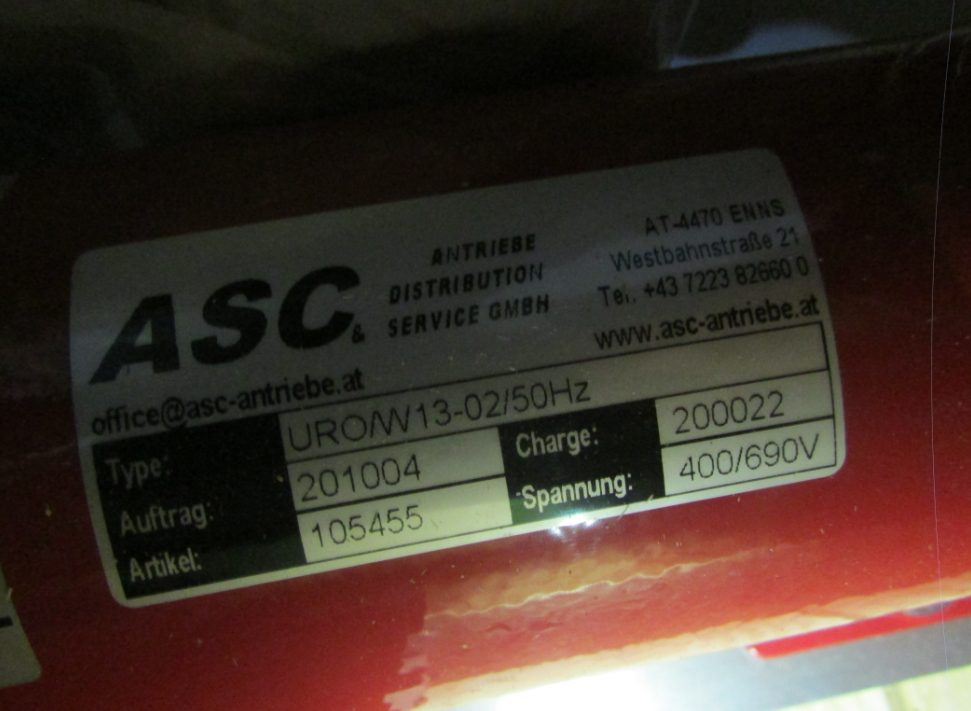 ASC
&
ANTRIEBE
DISTRIBUTION
SERVICE GMBH
AT-4470 ENNS
Westbahnstraße 21
Tel. +43 7223 82660 0
www.asc-antriebe.at
office@asc-antriebe.at
Type: URO/W13-02/50Hz
Auftrag: 201004 Charge: 200022
Artikel: 105455 Spannung: 400/690V